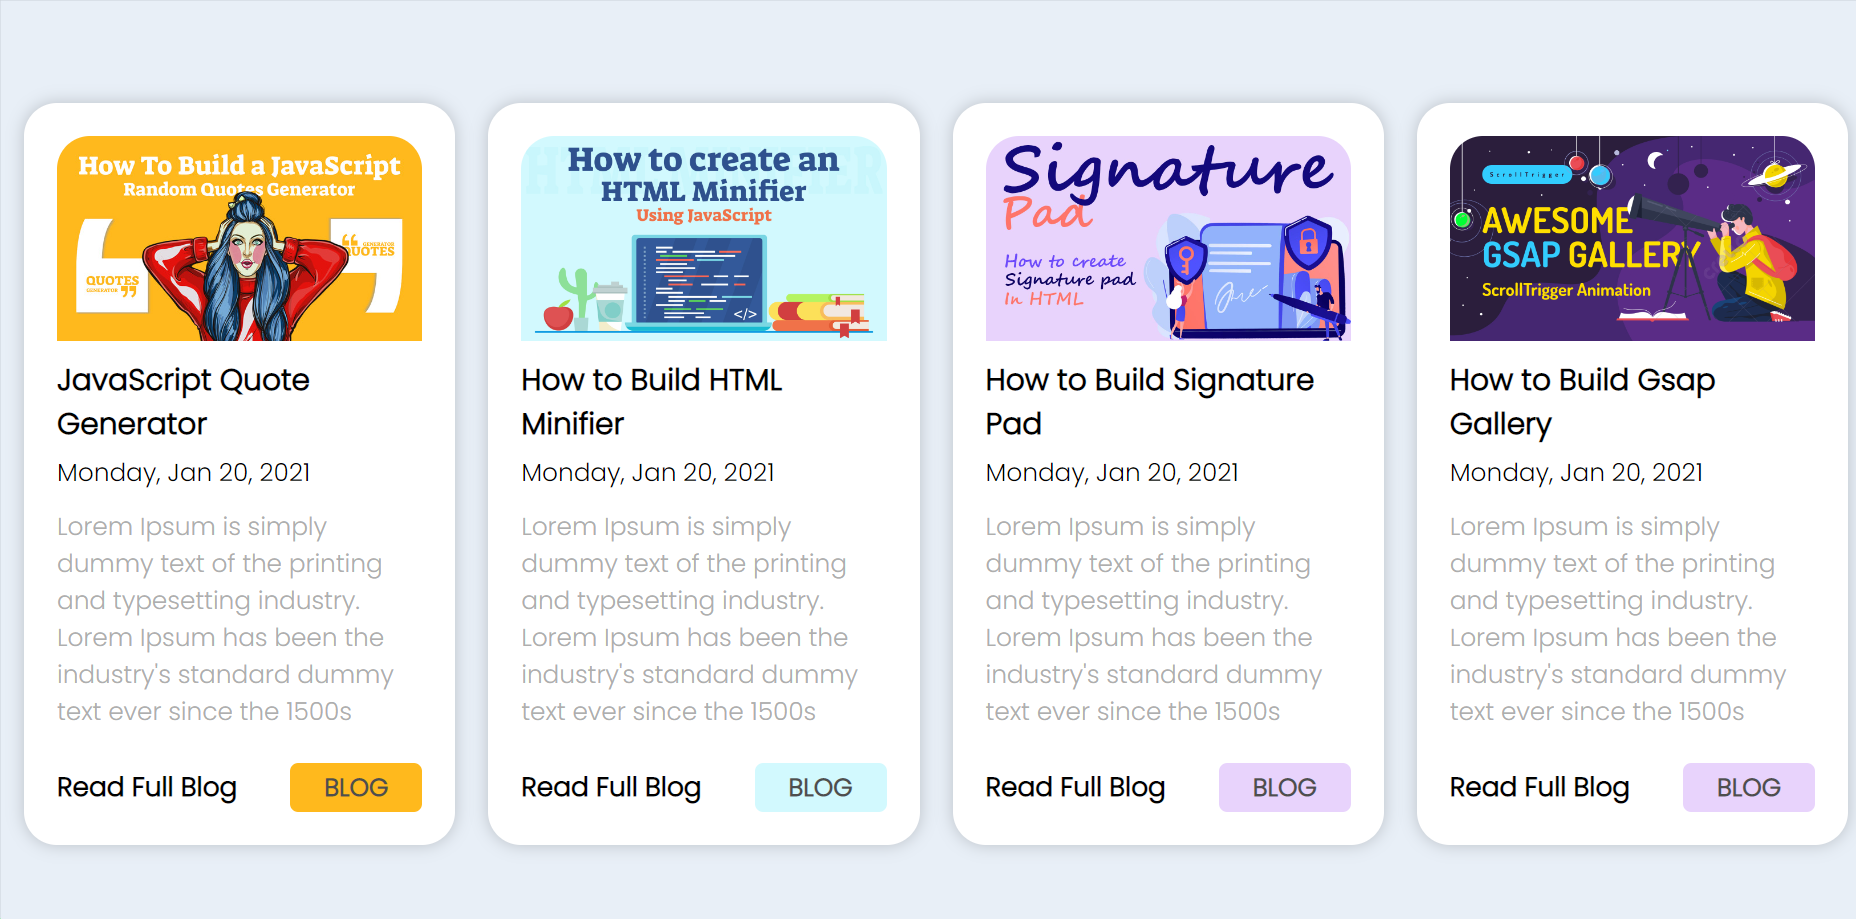 How To Build a JavaScript
Random Quotes Generator
GENERATOR
QUOTES
QUOTES
GENERATOR
JavaScript Quote
Generator
Monday, Jan 20, 2021
Lorem Ipsum is simply
dummy text of the printing
and typesetting industry.
Lorem Ipsum has been the
industry's standard dummy
text ever since the 1500s
Read Full Blog
BLOG
HTML MINIFIER
How to create an
HTML Minifier
Using JavaScript
</>
How to Build HTML
Minifier
Monday, Jan 20, 2021
Lorem Ipsum is simply
dummy text of the printing
and typesetting industry.
Lorem Ipsum has been the
industry's standard dummy
text ever since the 1500s
Read Full Blog
BLOG
Signature
Pad
How to create
Signature pad
In HTML
How to Build Signature
Pad
Monday, Jan 20, 2021
Lorem Ipsum is simply
dummy text of the printing
and typesetting industry.
Lorem Ipsum has been the
industry's standard dummy
text ever since the 1500s
Read Full Blog
BLOG
ScrollTrigger
AWESOME
GSAP GALLERY
ScrollTrigger Animation
How to Build Gsap
Gallery
Monday, Jan 20, 2021
Lorem Ipsum is simply
dummy text of the printing
and typesetting industry.
Lorem Ipsum has been the
industry's standard dummy
text ever since the 1500s
Read Full Blog
BLOG